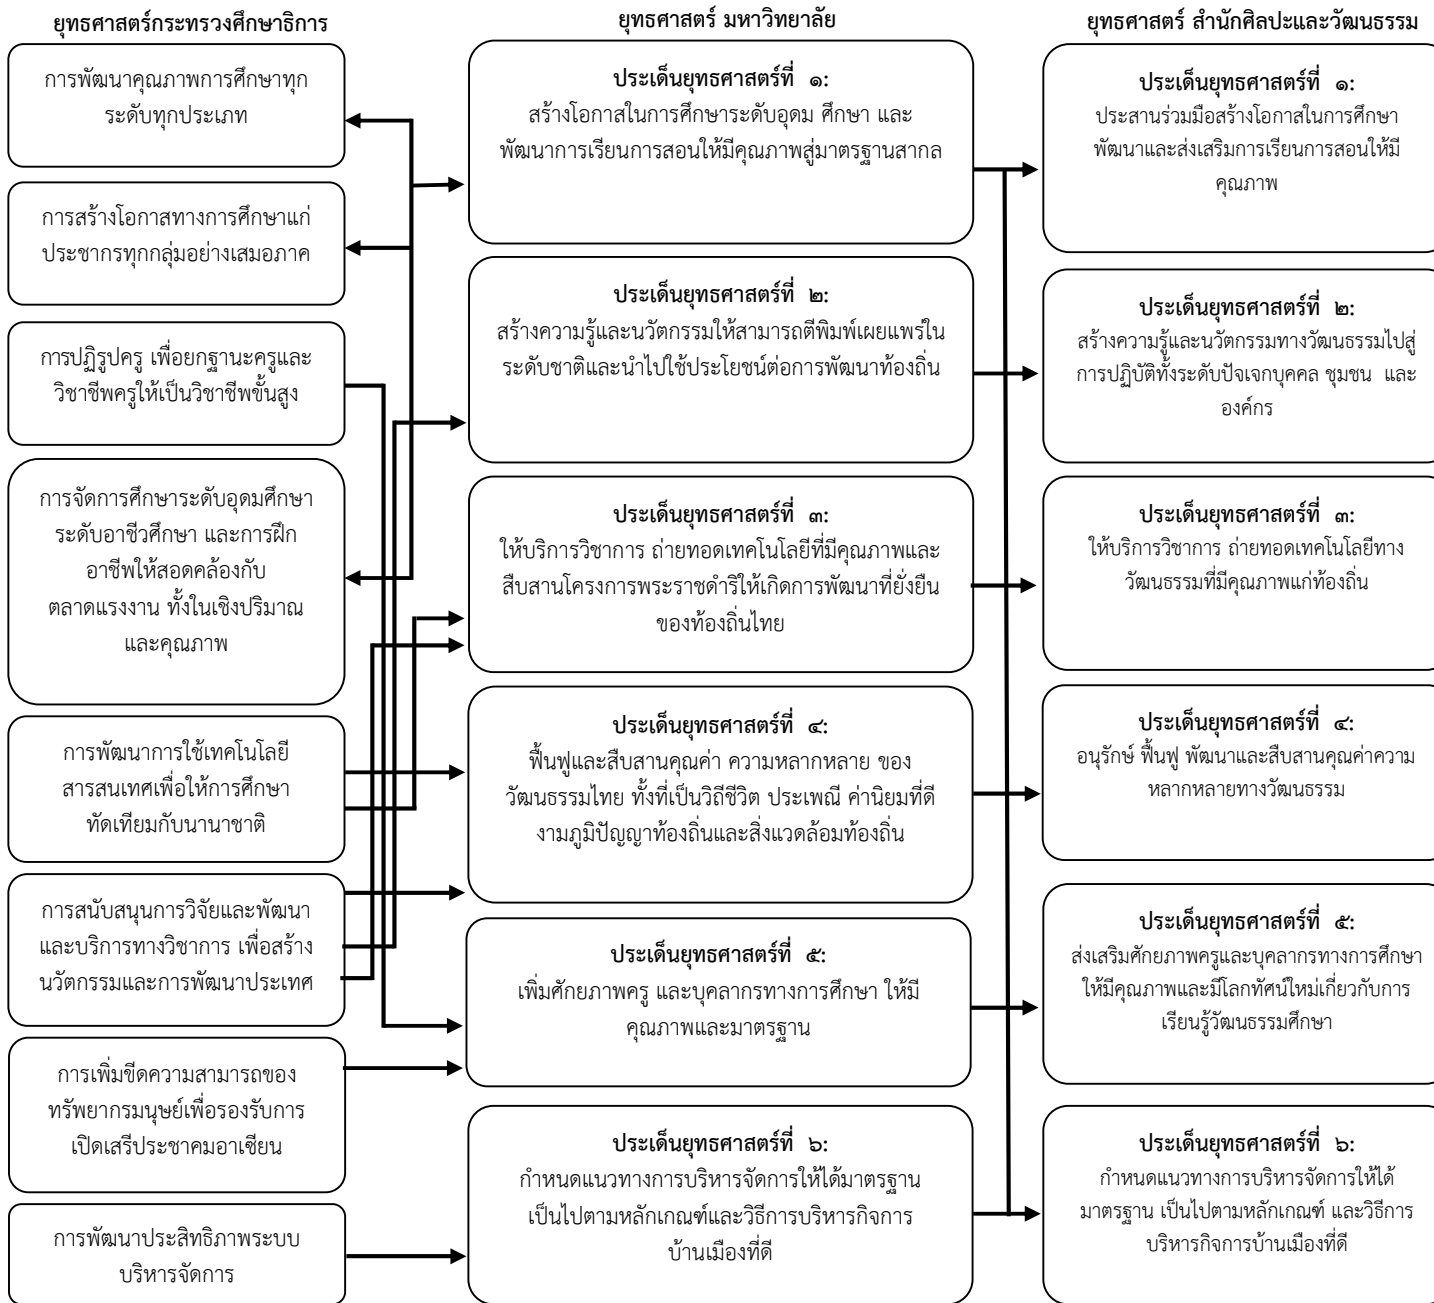 ยุทธศาสตร์กระทรวงศึกษาธิการ
การพัฒนาคุณภาพการศึกษาทุก
ระดับทุกประเภท
การสร้างโอกาสทางการศึกษาแก่
ประชากรทุกกลุ่มอย่างเสมอภาค
การปฏิรูปครู เพื่อยกฐานะครูและ
วิชาชีพครูให้เป็นวิชาชีพขั้นสูง
การจัดการศึกษาระดับอุดมศึกษา
ระดับอาชีวศึกษา และการฝึก
อาชีพให้สอดคล้องกับ
ตลาดแรงงาน ทั้งในเชิงปริมาณ
และคุณภาพ
การพัฒนาการใช้เทคโนโลยี
สารสนเทศเพื่อให้การศึกษา
ทัดเทียมกับนานาชาติ
การสนับสนุนการวิจัยและพัฒนา
และบริการทางวิชาการ เพื่อสร้าง
นวัตกรรมและการพัฒนาประเทศ
การเพิ่มขีดความสามารถของ
ทรัพยากรมนุษย์เพื่อรองรับการ
เปิดเสรีประชาคมอาเซียน
การพัฒนาประสิทธิภาพระบบ
บริหารจัดการ
ยุทธศาสตร์ มหาวิทยาลัย
ประเด็นยุทธศาสตร์ที่ ๑:
สร้างโอกาสในการศึกษาระดับอุดม ศึกษา และ
พัฒนาการเรียนการสอนให้มีคุณภาพสู่มาตรฐานสากล
ประเด็นยุทธศาสตร์ที่ ๒:
สร้างความรู้และนวัตกรรมให้สามารถตีพิมพ์เผยแพร่ใน
ระดับชาติและนำไปใช้ประโยชน์ต่อการพัฒนาท้องถิ่น
ประเด็นยุทธศาสตร์ที่ ๓:
ให้บริการวิชาการ ถ่ายทอดเทคโนโลยีที่มีคุณภาพและ
สืบสานโครงการพระราชดำริให้เกิดการพัฒนาที่ยั่งยืน
ของท้องถิ่นไทย
ประเด็นยุทธศาสตร์ที่ ๔:
ฟื้นฟูและสืบสานคุณค่า ความหลากหลาย ของ
วัฒนธรรมไทย ทั้งที่เป็นวิถีชีวิต ประเพณี ค่านิยมที่ดี
งามภูมิปัญญาท้องถิ่นและสิ่งแวดล้อมท้องถิ่น
ประเด็นยุทธศาสตร์ที่ ๕:
เพิ่มศักยภาพครู และบุคลากรทางการศึกษา ให้มี
คุณภาพและมาตรฐาน
ประเด็นยุทธศาสตร์ที่ ๖:
กำหนดแนวทางการบริหารจัดการให้ได้มาตรฐาน
เป็นไปตามหลักเกณฑ์และวิธีการบริหารกิจการ
บ้านเมืองที่ดี
ยุทธศาสตร์ สำนักศิลปะและวัฒนธรรม
ประเด็นยุทธศาสตร์ที่ ๑:
ประสานร่วมมือสร้างโอกาสในการศึกษา
พัฒนาและส่งเสริมการเรียนการสอนให้มี
คุณภาพ
ประเด็นยุทธศาสตร์ที่ ๒:
สร้างความรู้และนวัตกรรมทางวัฒนธรรมไปสู่
การปฏิบัติทั้งระดับปัจเจกบุคคล ชุมชน และ
องค์กร
ประเด็นยุทธศาสตร์ที่ ๓:
ให้บริการวิชาการ ถ่ายทอดเทคโนโลยีทาง
วัฒนธรรมที่มีคุณภาพแก่ท้องถิ่น
ประเด็นยุทธศาสตร์ที่ ๔:
อนุรักษ์ ฟื้นฟู พัฒนาและสืบสานคุณค่าความ
หลากหลายทางวัฒนธรรม
ประเด็นยุทธศาสตร์ที่ ๕:
ส่งเสริมศักยภาพครูและบุคลากรทางการศึกษา
ให้มีคุณภาพและมีโลกทัศน์ใหม่เกี่ยวกับการ
เรียนรู้วัฒนธรรมศึกษา
ประเด็นยุทธศาสตร์ที่ ๖:
กำหนดแนวทางการบริหารจัดการให้ได้
มาตรฐาน เป็นไปตามหลักเกณฑ์ และวิธีการ
บริหารกิจการบ้านเมืองที่ดี